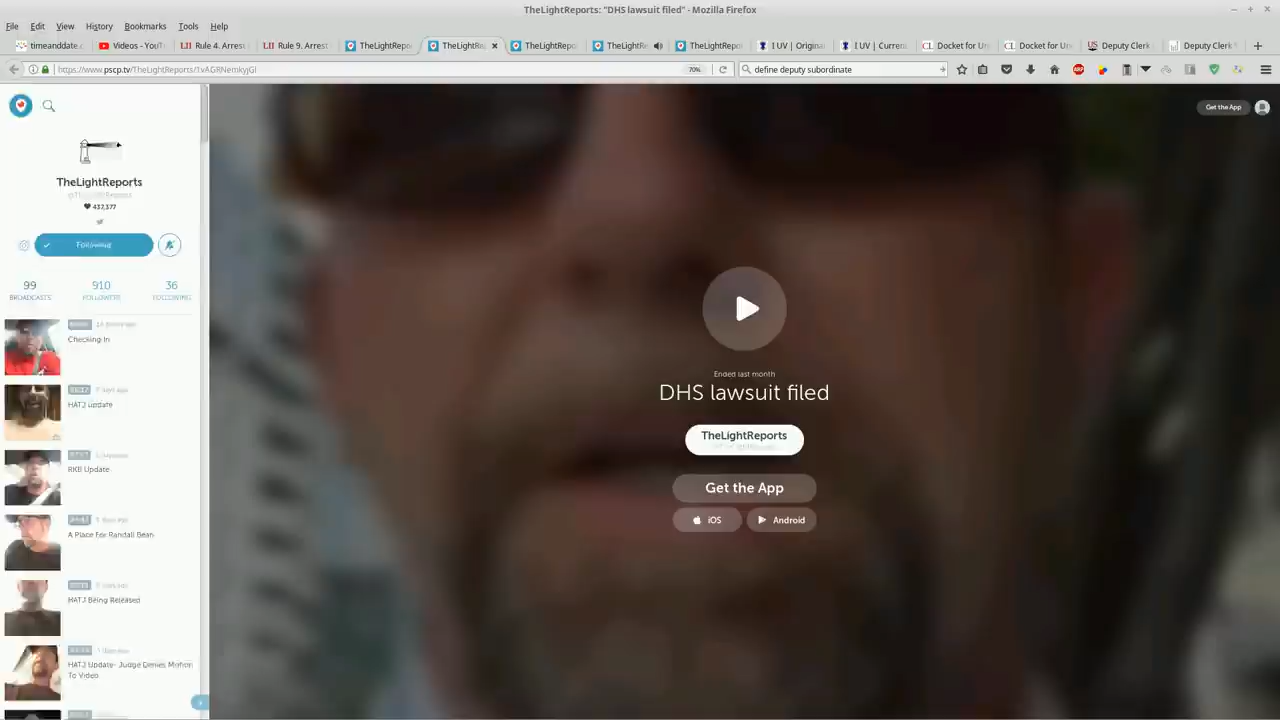 TheLightReports: "DHS lawsuit filed" - Mozilla Firefox
File Edit View History Bookmarks Tools Help
timeanddate. Videos - YouTu Rule 4. Arrest Rule 9. Arrest TheLightRepo TheLightRe TheLightRepo TheLightRe TheLightRepo I UV | Origina I UV | Curren Docket for Un Docket for Un Deputy Clerk Deputy Clerk
https://www.pscp.tv/TheLightReports/
70%
define deputy subordinate
Get the App
TheLightReports
437,377
Following
99 910 36
BROADCASTS FOLLOWERS FOLLOWING
Checking In
HATJ update
RKB Update
A Place For Randall Bean
HATJ Being Released
HATJ Update- Judge Denies Motion
To Video
Ended last month
DHS lawsuit filed
TheLightReports
Get the App
iOS Android